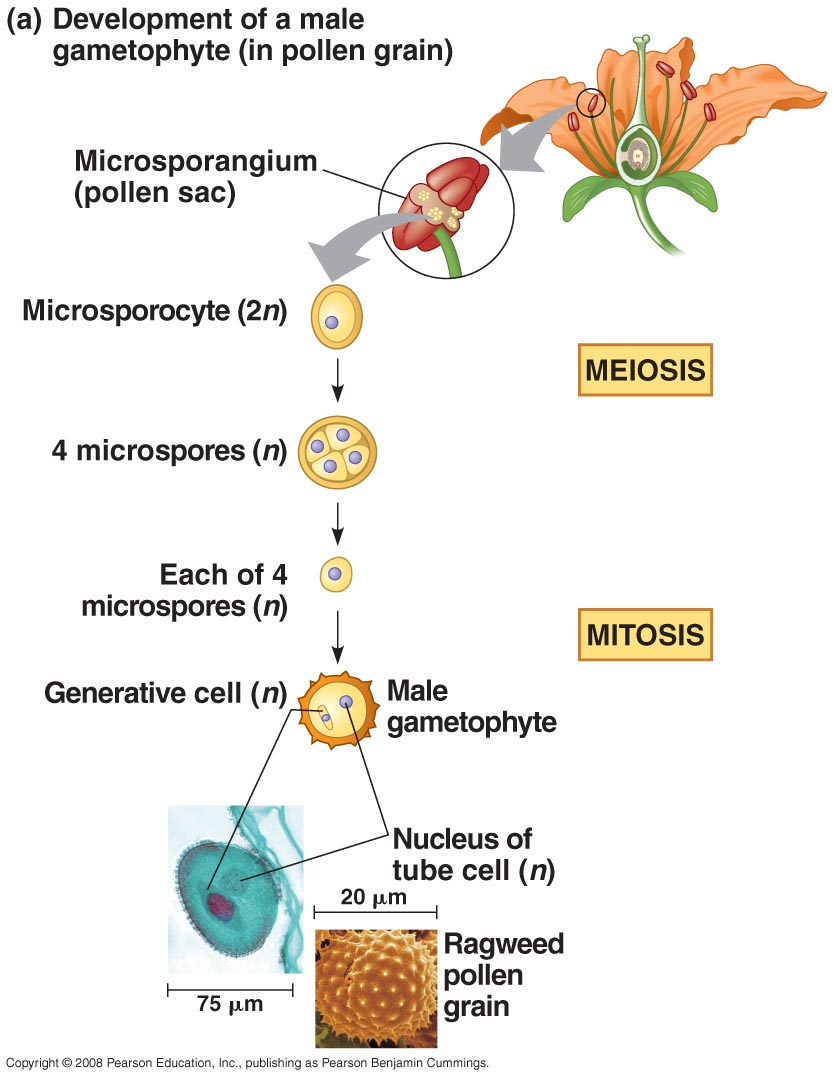 (a) Development of a male
gametophyte (in pollen grain)
Microsporangium
(pollen sac)
Microsporocyte (2n)
MEIOSIS
4 microspores (n)
Each of 4
microspores (n)
MITOSIS
Generative cell (n)
Male
gametophyte
Nucleus of
tube cell (n)
20 μm
Ragweed
pollen
grain
75 μm
Copyright © 2008 Pearson Education, Inc., publishing as Pearson Benjamin Cummings.